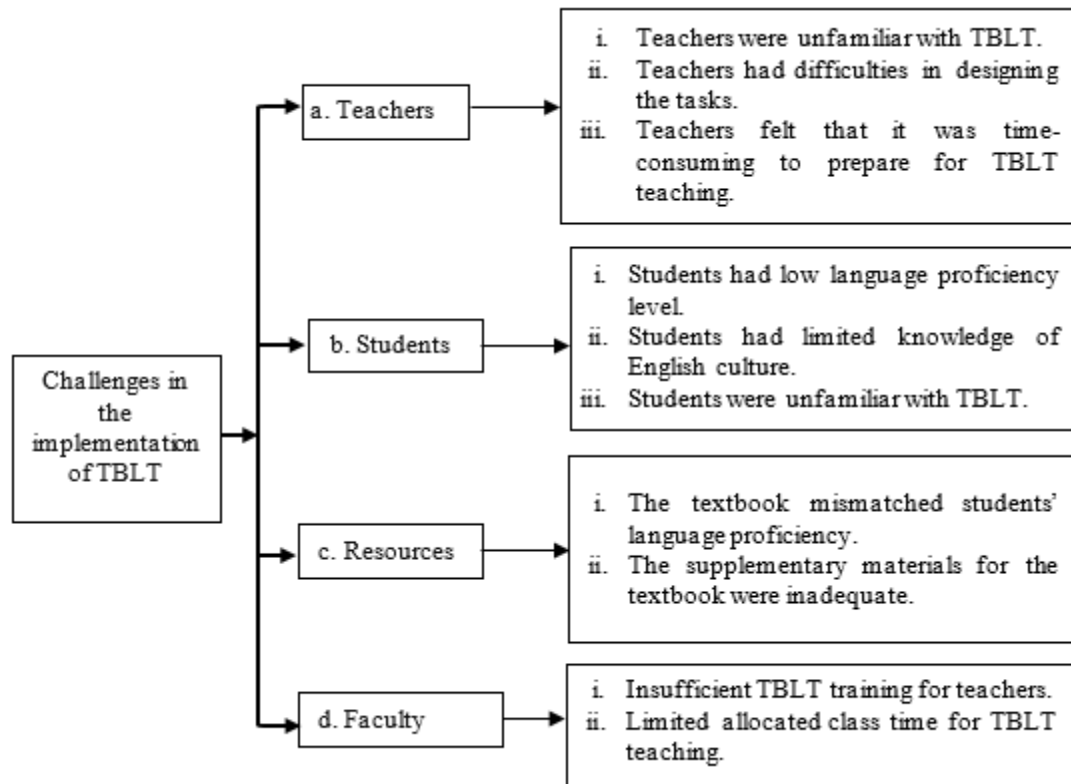 Challenges in
the
implementation
of TBLT
a. Teachers
i. Teachers were unfamiliar with TBLT.
ii. Teachers had difficulties in designing
the tasks.
iii. Teachers felt that it was time-
consuming to prepare for TBLT
teaching.
b. Students
i. Students had low language proficiency
level.
ii. Students had limited knowledge of
English culture.
iii. Students were unfamiliar with TBLT.
c. Resources
i. The textbook mismatched students’
language proficiency.
ii. The supplementary materials for the
textbook were inadequate.
d. Faculty
i. Insufficient TBLT training for teachers.
ii. Limited allocated class time for TBLT
teaching.